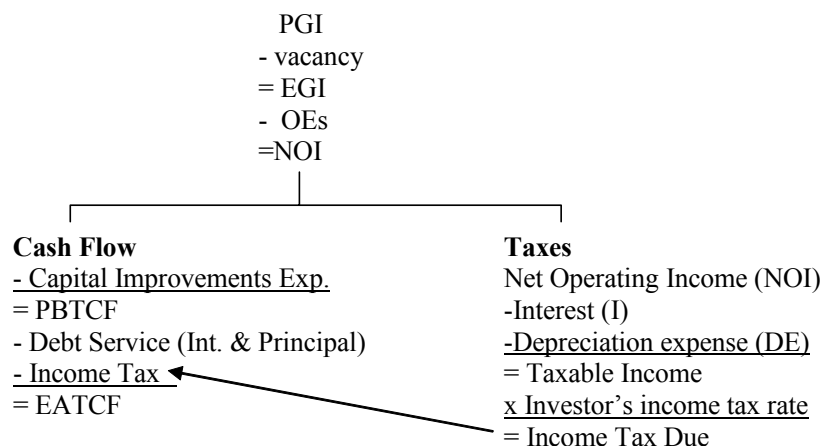 PGI
- vacancy
= EGI
- OEs
=NOI
Cash Flow
- Capital Improvements Exp.
= PBTCF
- Debt Service (Int. & Principal)
- Income Tax
= EATCF
Taxes
Net Operating Income (NOI)
-Interest (I)
-Depreciation expense (DE)
= Taxable Income
x Investor's income tax rate
= Income Tax Due